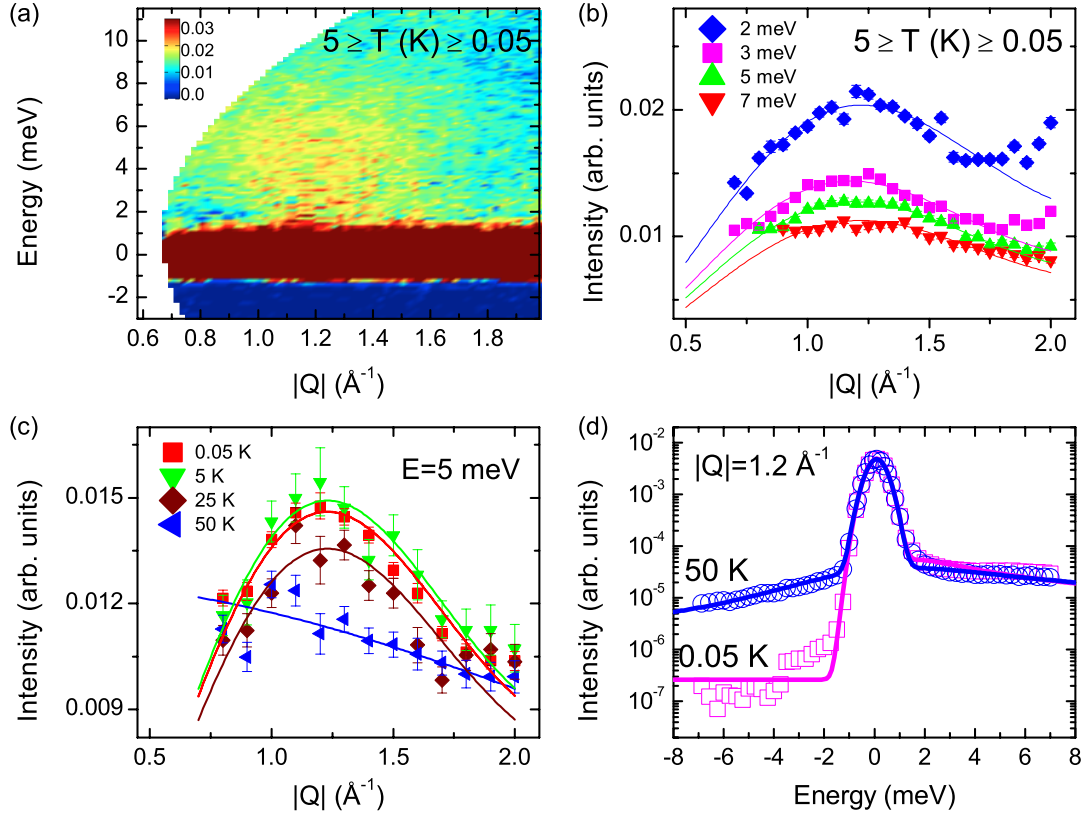 (a)
5 ≥ T (K) ≥ 0.05
0.03
0.02
0.01
0.0
10
8
6
4
2
0
-2
Energy (meV)
0.6 0.8 1.0 1.2 1.4 1.6 1.8
|Q| (Å⁻¹)
(b)
2 meV
3 meV
5 meV
7 meV
5 ≥ T (K) ≥ 0.05
0.02
0.01
Intensity (arb. units)
0.5 1.0 1.5 2.0
|Q| (Å⁻¹)
(c)
0.05 K
5 K
25 K
50 K
E=5 meV
0.015
0.012
0.009
Intensity (arb. units)
0.5 1.0 1.5 2.0
|Q| (Å⁻¹)
(d)
|Q|=1.2 Å⁻¹
50 K
0.05 K
10⁻²
10⁻³
10⁻⁴
10⁻⁵
10⁻⁶
10⁻⁷
Intensity (arb. units)
-8 -6 -4 -2 0 2 4 6 8
Energy (meV)